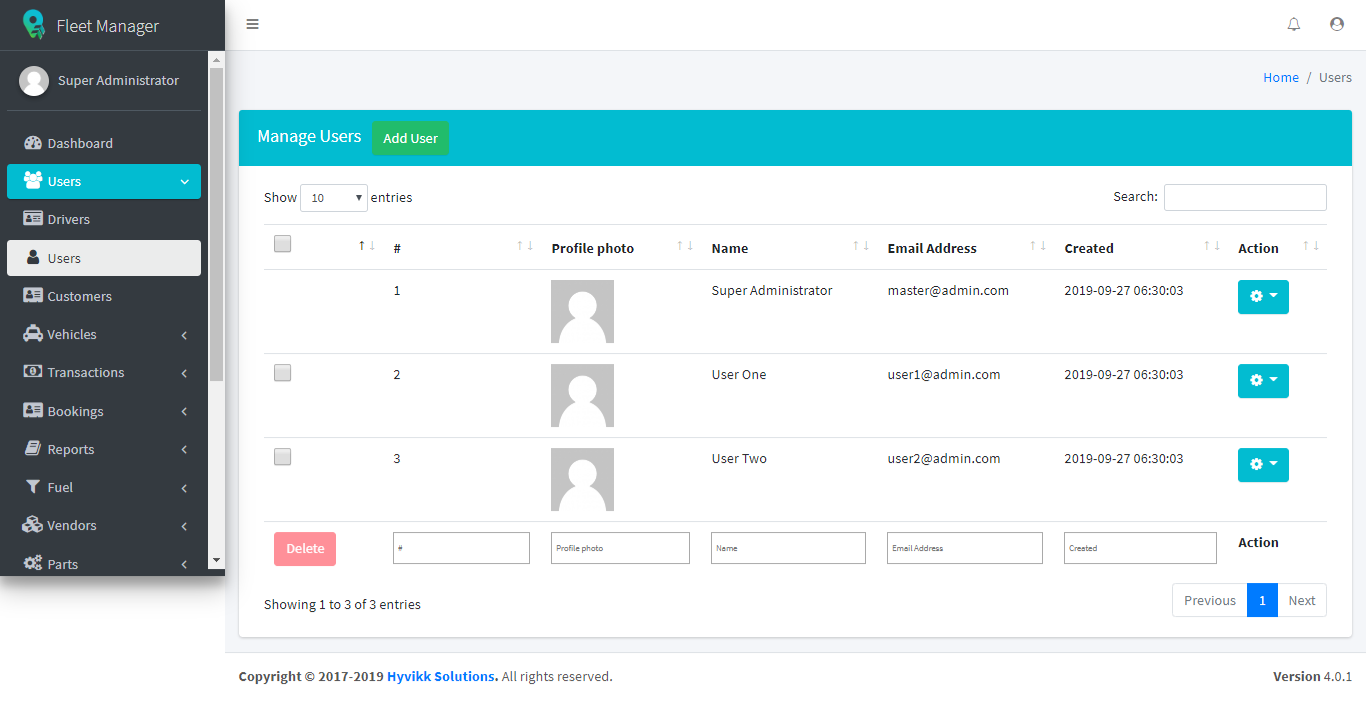 Fleet Manager
Super Administrator
Dashboard
Users
Drivers
Users
Customers
Vehicles
Transactions
Bookings
Reports
Fuel
Vendors
Parts
Home / Users
Manage Users Add User
Show 10 entries Search:
# Profile photo Name Email Address Created Action
1 Super Administrator master@admin.com 2019-09-27 06:30:03
2 User One user1@admin.com 2019-09-27 06:30:03
3 User Two user2@admin.com 2019-09-27 06:30:03
Delete # Profile photo Name Email Address Created Action
Showing 1 to 3 of 3 entries Previous 1 Next
Copyright © 2017-2019 Hyvikk Solutions. All rights reserved. Version 4.0.1